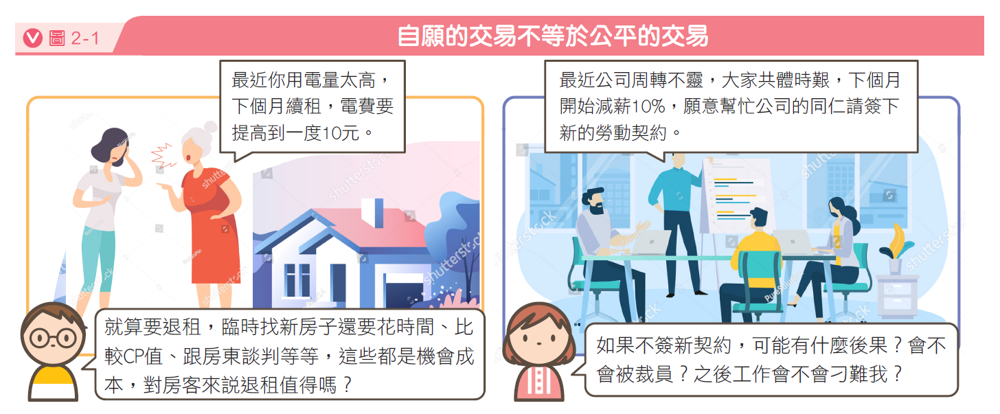 圖 2-1
自願的交易不等於公平的交易
最近你用電量太高，
下個月續租，電費要
提高到一度10元。
最近公司周轉不靈，大家共體時艱，下個月
開始減薪10%，願意幫忙公司的同仁請簽下
新的勞動契約。
就算要退租，臨時找新房子還要花時間、比
較CP值、跟房東談判等等，這些都是機會成
本，對房客來說退租值得嗎？
如果不簽新契約，可能有什麼後果？會不
會被裁員？之後工作會不會刁難我？